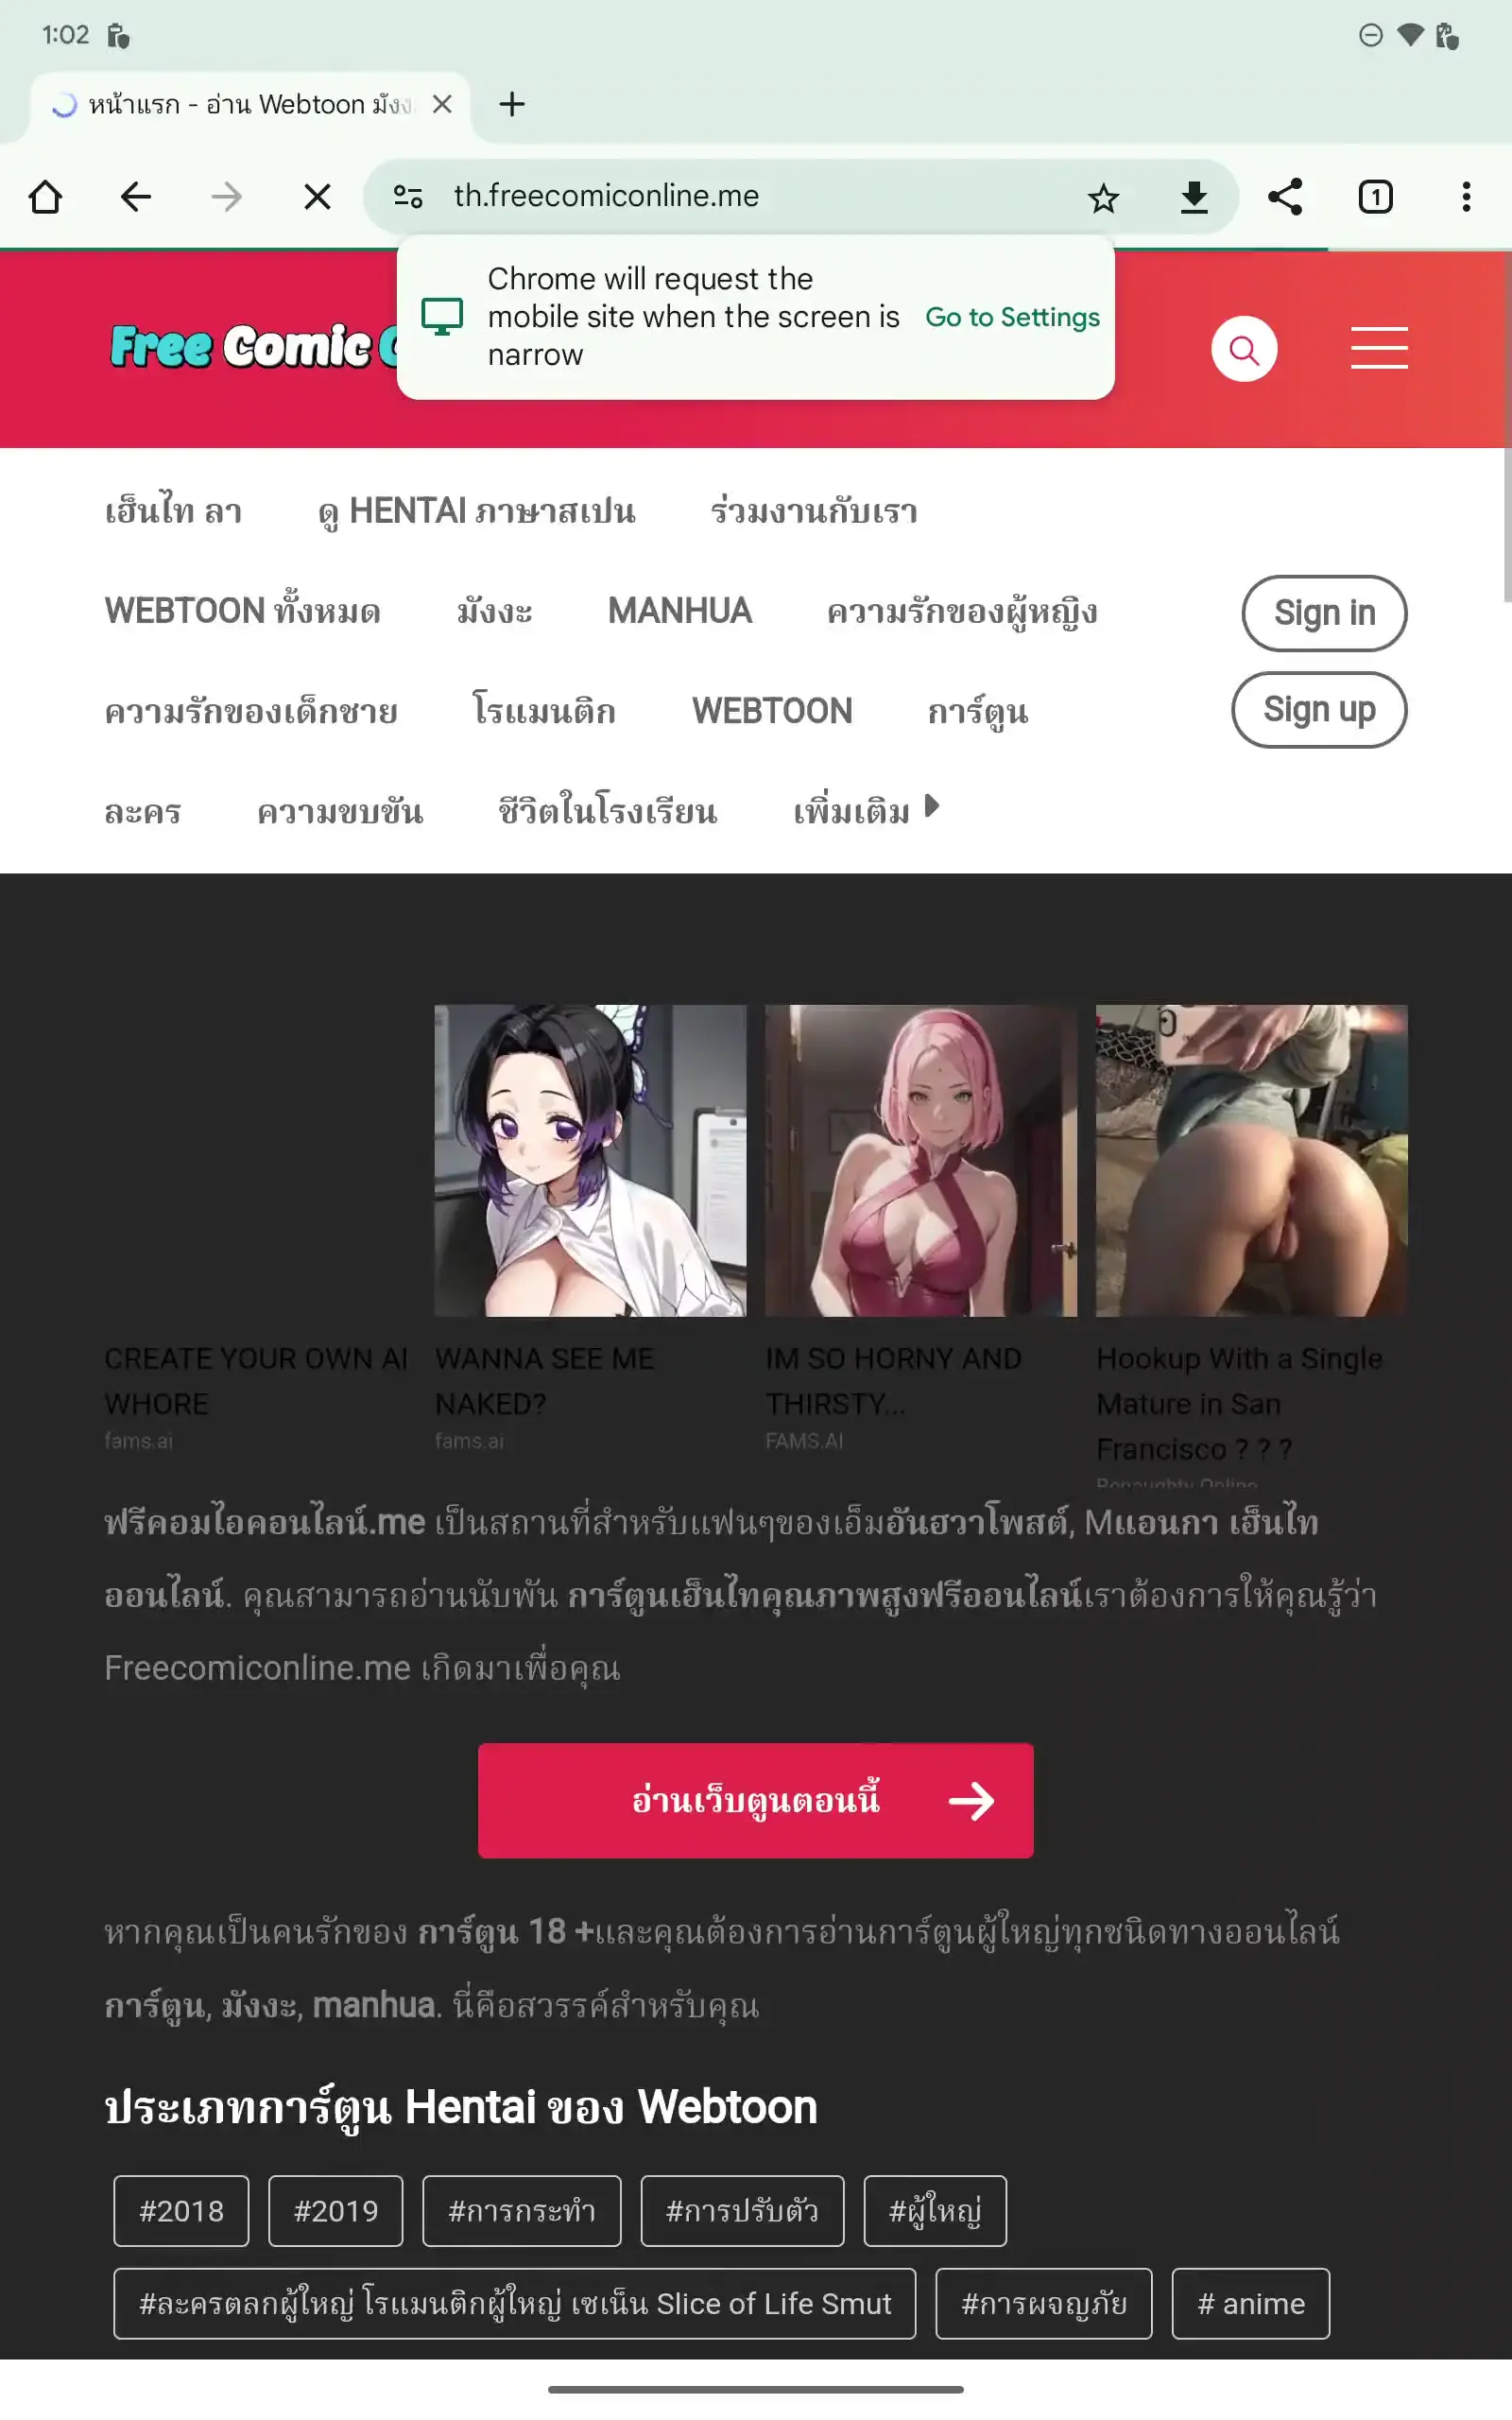 1:02
หน้าแรก - อ่าน Webtoon มังง
th.freecomiconline.me
1
Chrome will request the
mobile site when the screen is
narrow
Go to Settings
Free Comic
เฮ็นไท ลา ดู HENTAI ภาษาสเปน ร่วมงานกับเรา
WEBTOON ทั้งหมด มังงะ MANHUA ความรักของผู้หญิง
Sign in
ความรักของเด็กชาย โรแมนติก WEBTOON การ์ตูน
Sign up
ละคร ความขบขัน ชีวิตในโรงเรียน เพิ่มเติม
CREATE YOUR OWN AI
WHORE
fams.ai
WANNA SEE ME
NAKED?
fams.ai
IM SO HORNY AND
THIRSTY...
FAMS.AI
Hookup With a Single
Mature in San
Francisco ? ? ?
ฟรีคอมไอคอนไลน์.me เป็นสถานที่สำหรับแฟนๆของเอ็มอันฮวาโพสต์, Mแอนกา เฮ็นไท
ออนไลน์. คุณสามารถอ่านนับพัน การ์ตูนเฮ็นไทคุณภาพสูงฟรีออนไลน์เราต้องการให้คุณรู้ว่า
Freecomiconline.me เกิดมาเพื่อคุณ
อ่านเว็บตูนตอนนี้
หากคุณเป็นคนรักของ การ์ตูน 18 +และคุณต้องการอ่านการ์ตูนผู้ใหญ่ทุกชนิดทางออนไลน์
การ์ตูน, มังงะ, manhua. นี่คือสวรรค์สำหรับคุณ
ประเภทการ์ตูน Hentai ของ Webtoon
#2018 #2019 #การกระทำ #การปรับตัว #ผู้ใหญ่
#ละครตลกผู้ใหญ่ โรแมนติกผู้ใหญ่ เซเน็น Slice of Life Smut #การผจญภัย # anime